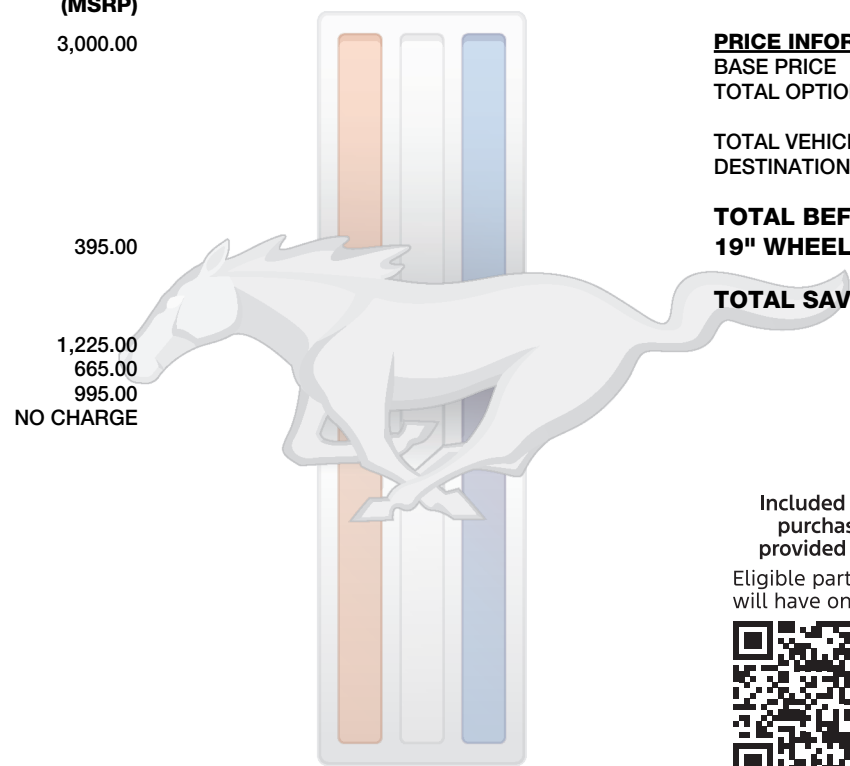 (MSRP)
3,000.00
395.00
1,225.00
665.00
995.00
NO CHARGE
PRICE INFOR
BASE PRICE
TOTAL OPTIO
TOTAL VEHIC
DESTINATION
TOTAL BEF
19" WHEEL
TOTAL SAV
Included
purchas
provided
Eligible part
will have on